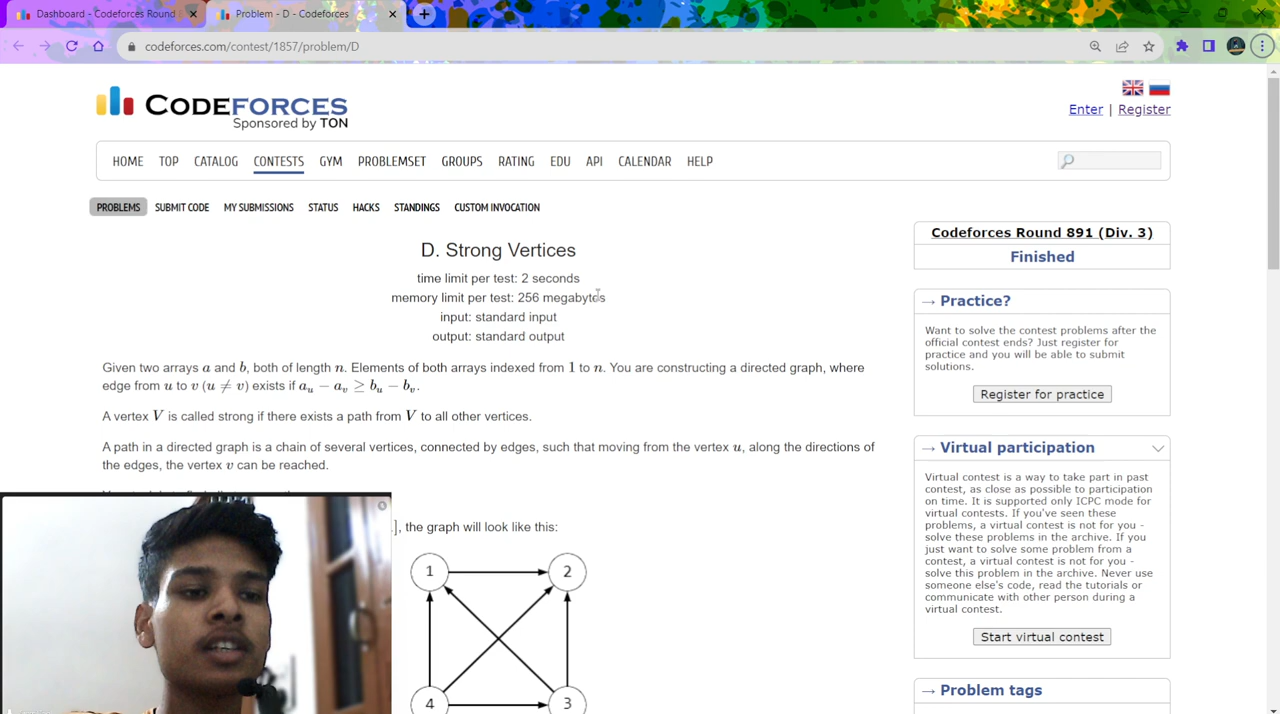 Dashboard - Codeforces Round
Problem - D - Codeforces
codeforces.com/contest/1857/problem/D
CODEFORCES
Sponsored by TON
Enter | Register
HOME TOP CATALOG CONTESTS GYM PROBLEMSET GROUPS RATING EDU API CALENDAR HELP
PROBLEMS SUBMIT CODE MY SUBMISSIONS STATUS HACKS STANDINGS CUSTOM INVOCATION
D. Strong Vertices
time limit per test: 2 seconds
memory limit per test: 256 megabytes
input: standard input
output: standard output
Given two arrays a and b, both of length n. Elements of both arrays indexed from 1 to n. You are constructing a directed graph, where
edge from u to v (u ≠ v) exists if a_u − a_v ≥ b_u − b_v.
A vertex V is called strong if there exists a path from V to all other vertices.
A path in a directed graph is a chain of several vertices, connected by edges, such that moving from the vertex u, along the directions of
the edges, the vertex v can be reached.
], the graph will look like this:
1
2
4
3
Codeforces Round 891 (Div. 3)
Finished
→ Practice?
Want to solve the contest problems after the
official contest ends? Just register for
practice and you will be able to submit
solutions.
Register for practice
→ Virtual participation
Virtual contest is a way to take part in past
contest, as close as possible to participation
on time. It is supported only ICPC mode for
virtual contests. If you've seen these
problems, a virtual contest is not for you -
solve these problems in the archive. If you
just want to solve some problem from a
contest, a virtual contest is not for you -
solve this problem in the archive. Never use
someone else's code, read the tutorials or
communicate with other person during a
virtual contest.
Start virtual contest
→ Problem tags